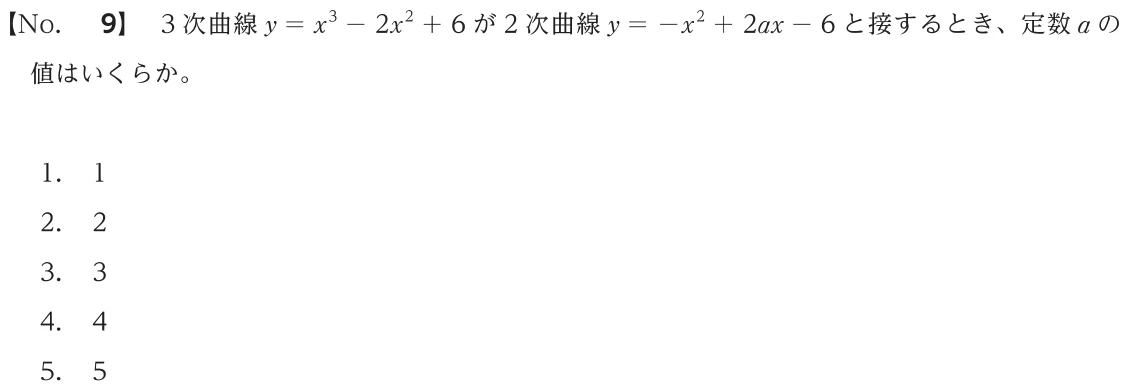 【No. 9】 3次曲線 y = x³ − 2x² + 6 が2次曲線 y = −x² + 2ax − 6 と接するとき、定数 a の
値はいくらか。
1. 1
2. 2
3. 3
4. 4
5. 5